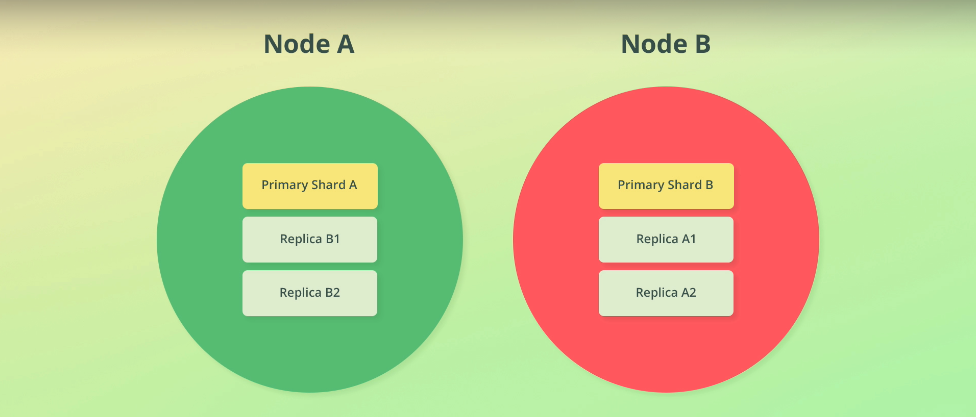 Node A
Node B
Primary Shard A
Replica B1
Replica B2
Primary Shard B
Replica A1
Replica A2